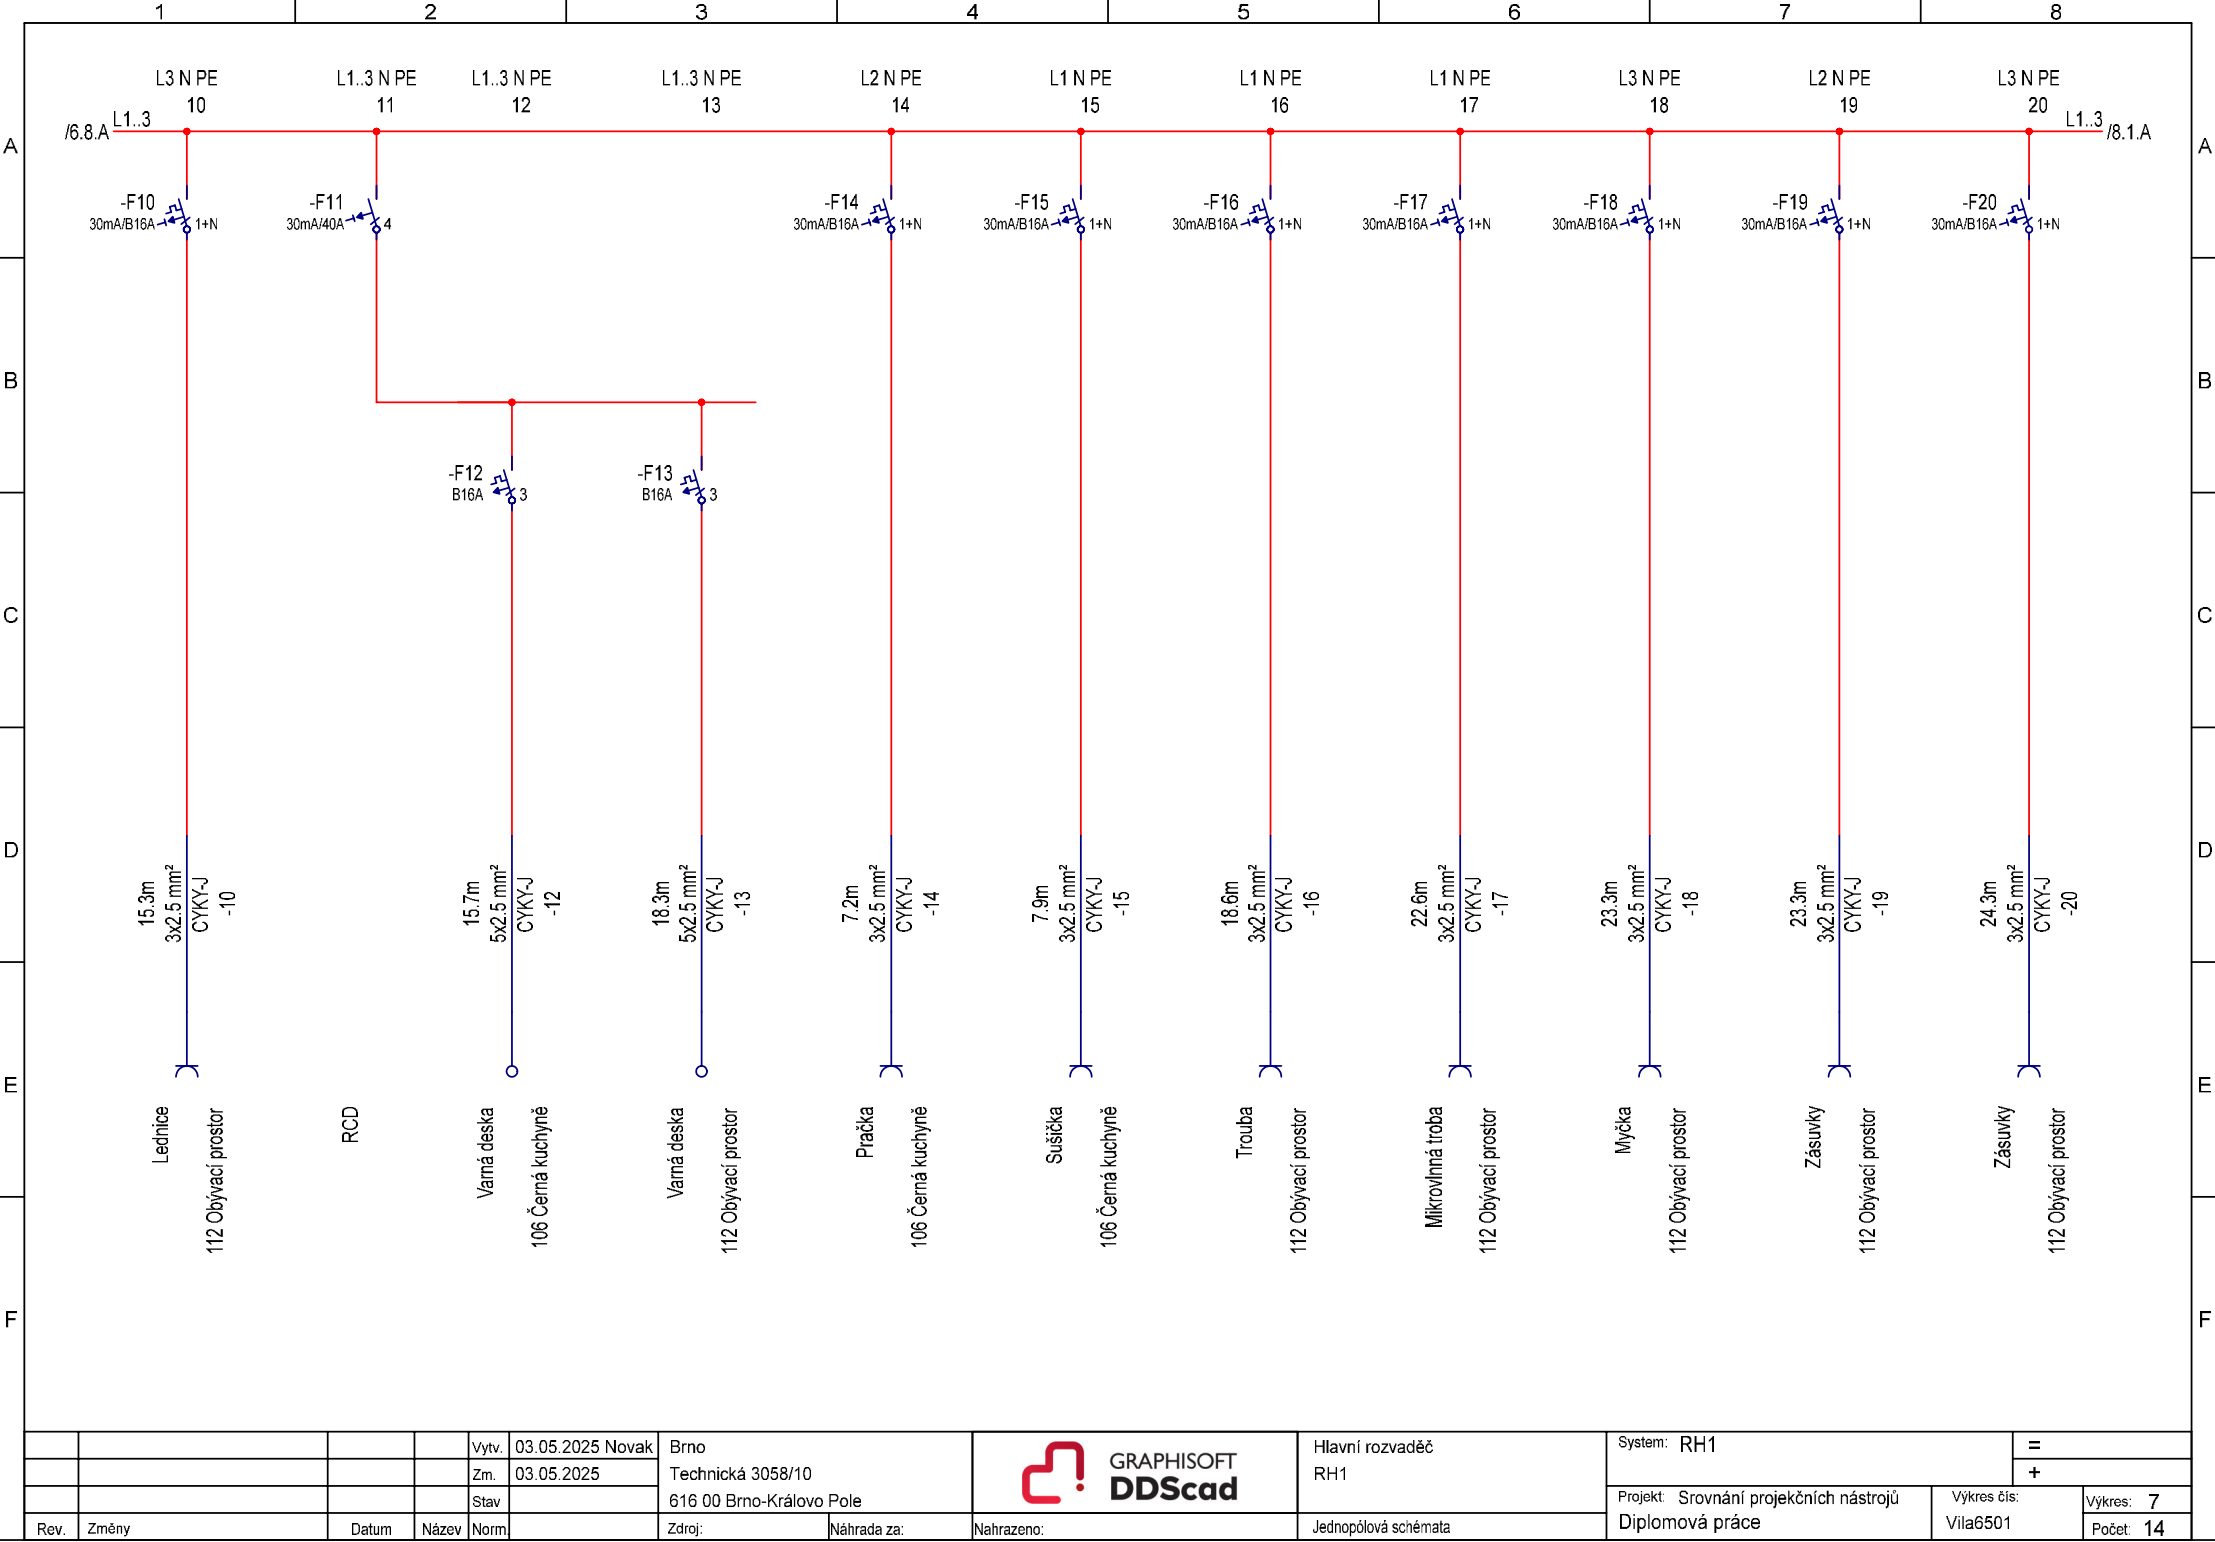 1 2 3 4 5 6 7 8
L3 N PE L1..3 N PE L1..3 N PE L1..3 N PE L2 N PE L1 N PE L1 N PE L1 N PE L3 N PE L2 N PE L3 N PE
10 11 12 13 14 15 16 17 18 19 20
/6.8.A L1..3 L1..3 /8.1.A
A A
-F10 -F11 -F14 -F15 -F16 -F17 -F18 -F19 -F20
30mA/B16A 1+N 30mA/40A 4 30mA/B16A 1+N 30mA/B16A 1+N 30mA/B16A 1+N 30mA/B16A 1+N 30mA/B16A 1+N 30mA/B16A 1+N 30mA/B16A 1+N
B B
-F12 -F13
B16A 3 B16A 3
C C
D D
15.3m
3x2.5 mm²
CYKY-J
-10
15.7m
5x2.5 mm²
CYKY-J
-12
18.3m
5x2.5 mm²
CYKY-J
-13
7.2m
3x2.5 mm²
CYKY-J
-14
7.9m
3x2.5 mm²
CYKY-J
-15
18.6m
3x2.5 mm²
CYKY-J
-16
22.6m
3x2.5 mm²
CYKY-J
-17
23.3m
3x2.5 mm²
CYKY-J
-18
23.3m
3x2.5 mm²
CYKY-J
-19
24.3m
3x2.5 mm²
CYKY-J
-20
E E
Lednice
112 Obývací prostor
RCD
Varná deska
106 Černá kuchyně
Varná deska
112 Obývací prostor
Pračka
106 Černá kuchyně
Sušička
106 Černá kuchyně
Trouba
112 Obývací prostor
Mikrovlnná troba
112 Obývací prostor
Myčka
112 Obývací prostor
Zásuvky
112 Obývací prostor
Zásuvky
112 Obývací prostor
F F
Vytv. 03.05.2025 Novak
Zm. 03.05.2025
Stav
Rev. Změny Datum Název Norm.
Brno
Technická 3058/10
616 00 Brno-Královo Pole
Zdroj: Náhrada za: Nahrazeno:
GRAPHISOFT
DDScad
Hlavní rozvaděč
RH1
Jednopólová schémata
System: RH1
=
+
Projekt: Srovnání projekčních nástrojů
Diplomová práce
Výkres čís:
Vila6501
Výkres: 7
Počet: 14